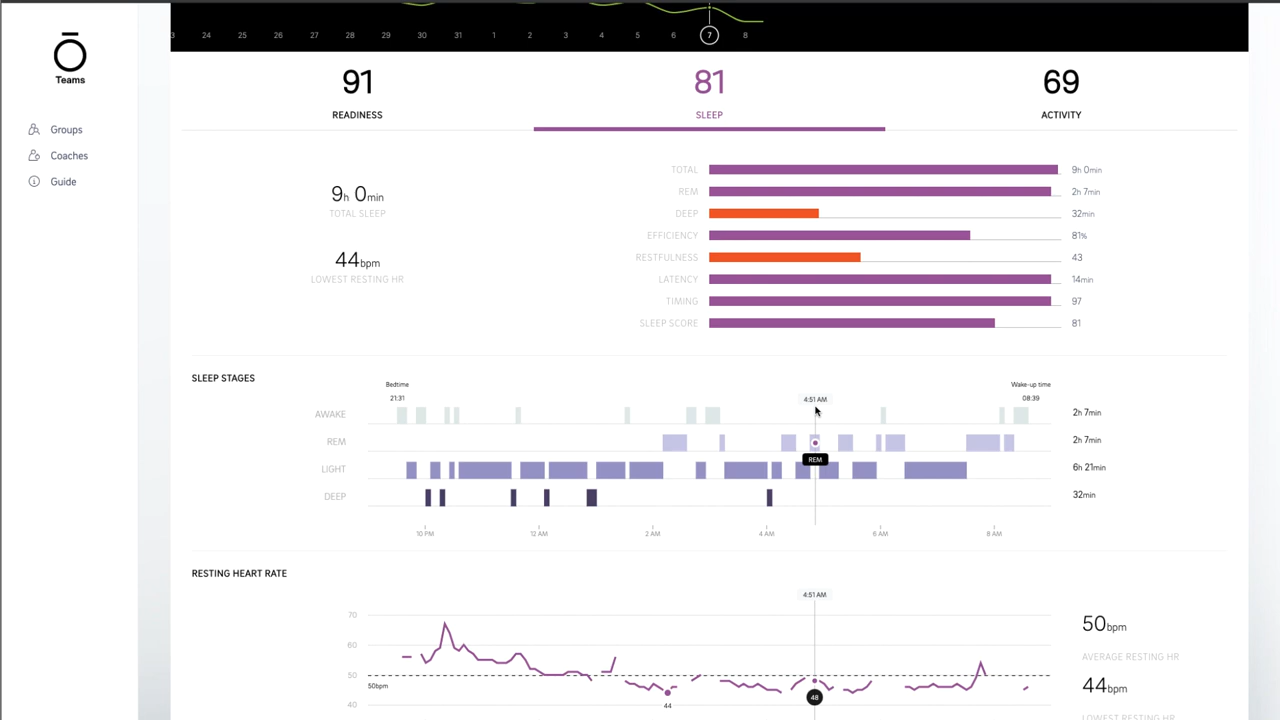 3 24 25 26 27 28 29 30 31 1 2 3 4 5 6 7 8
Teams
Groups
Coaches
Guide
91 81 69
READINESS SLEEP ACTIVITY
9h 0min
TOTAL SLEEP
44bpm
LOWEST RESTING HR
TOTAL 9h 0min
REM 2h 7min
DEEP 32min
EFFICIENCY 81%
RESTFULNESS 43
LATENCY 14min
TIMING 97
SLEEP SCORE 81
SLEEP STAGES
Bedtime Wake-up time
21:31 4:51 AM 08:39
AWAKE 2h 7min
REM 2h 7min
REM
LIGHT 6h 21min
DEEP 32min
10 PM 12 AM 2 AM 4 AM 6 AM 8 AM
RESTING HEART RATE
4:51 AM
70
60
50
50bpm
40
44
48
50bpm
AVERAGE RESTING HR
44bpm
LOWEST RESTING HR